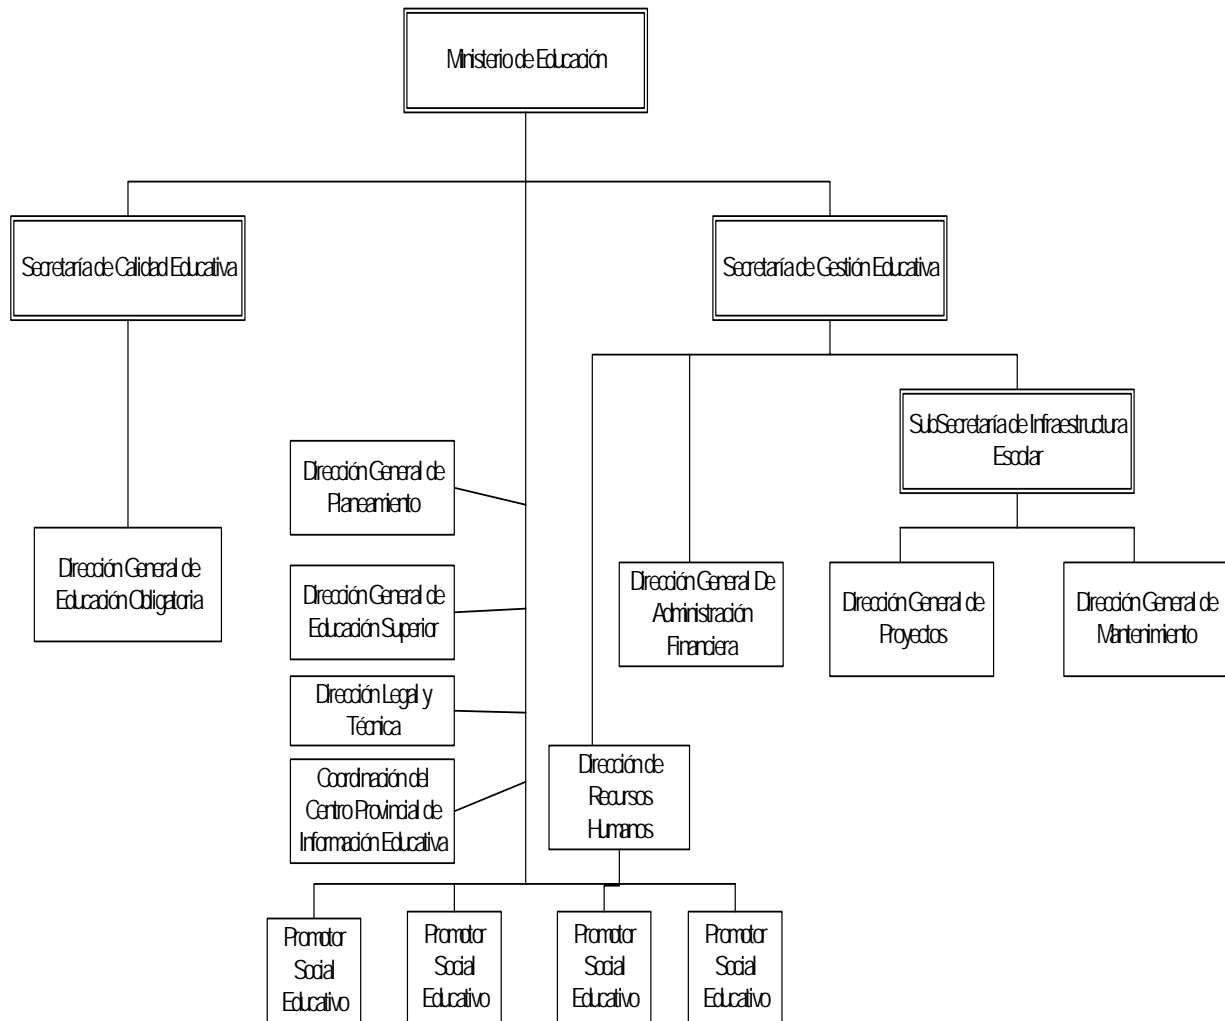 Ministerio de Educación
Secretaría de Calidad Educativa
Secretaría de Gestión Educativa
SubSecretaría de Infraestructura
Escolar
Dirección General de
Planeamiento
Dirección General de
Educación Obligatoria
Dirección General de
Educación Superior
Dirección General De
Administración
Financiera
Dirección General de
Proyectos
Dirección General de
Mantenimiento
Dirección Legal y
Técnica
Coordinación del
Centro Provincial de
Información Educativa
Dirección de
Recursos
Humanos
Promotor
Social
Educativo
Promotor
Social
Educativo
Promotor
Social
Educativo
Promotor
Social
Educativo